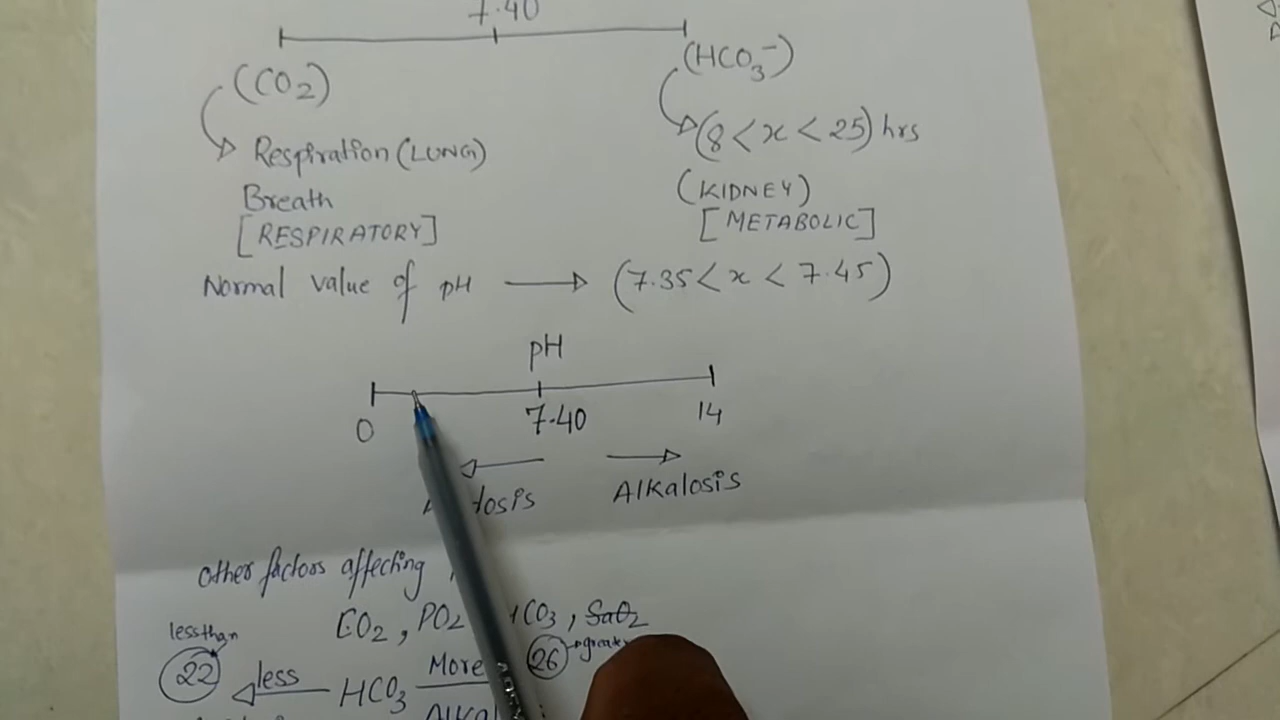 7.40
(CO2) (HCO3⁻)
Respiration (LUNG) (8 < x < 25) hrs
Breath (KIDNEY)
[RESPIRATORY] [METABOLIC]
Normal value of pH → (7.35 < x < 7.45)
pH
0 7.40 14
Alkalosis
other factors affecting
CO2, PO2 HCO3, SaO2
less than 22 less HCO3 More 26